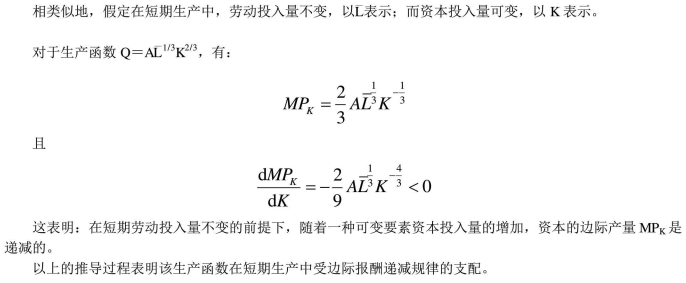 相类似地，假定在短期生产中，劳动投入量不变，以L̄表示；而资本投入量可变，以 K 表示。
对于生产函数 Q＝AL̄^{1/3}K^{2/3}，有：
MP_K = \frac{2}{3} A\bar{L}^{\frac{1}{3}} K^{-\frac{1}{3}}
且
\frac{dMP_K}{dK} = -\frac{2}{9} A\bar{L}^{\frac{1}{3}} K^{-\frac{4}{3}} < 0
这表明：在短期劳动投入量不变的前提下，随着一种可变要素资本投入量的增加，资本的边际产量 MP_K 是
递减的。
以上的推导过程表明该生产函数在短期生产中受边际报酬递减规律的支配。